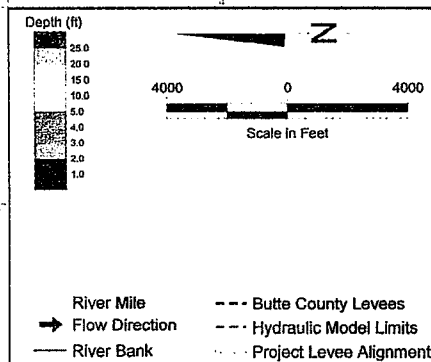 4
Depth (ft)
25.0
20.0
15.0
10.0
5.0
4.0
3.0
2.0
1.0
N
4000 0 4000
Scale in Feet
River Mile
Flow Direction
River Bank
Butte County Levees
Hydraulic Model Limits
Project Levee Alignment